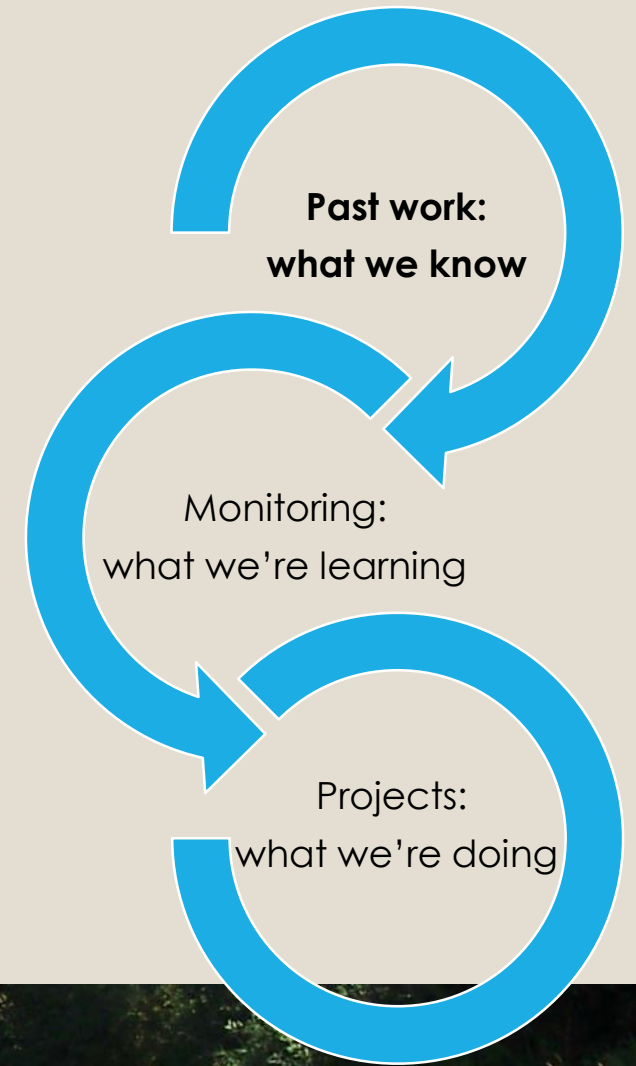 Past work:
what we know
Monitoring:
what we’re learning
Projects:
what we’re doing